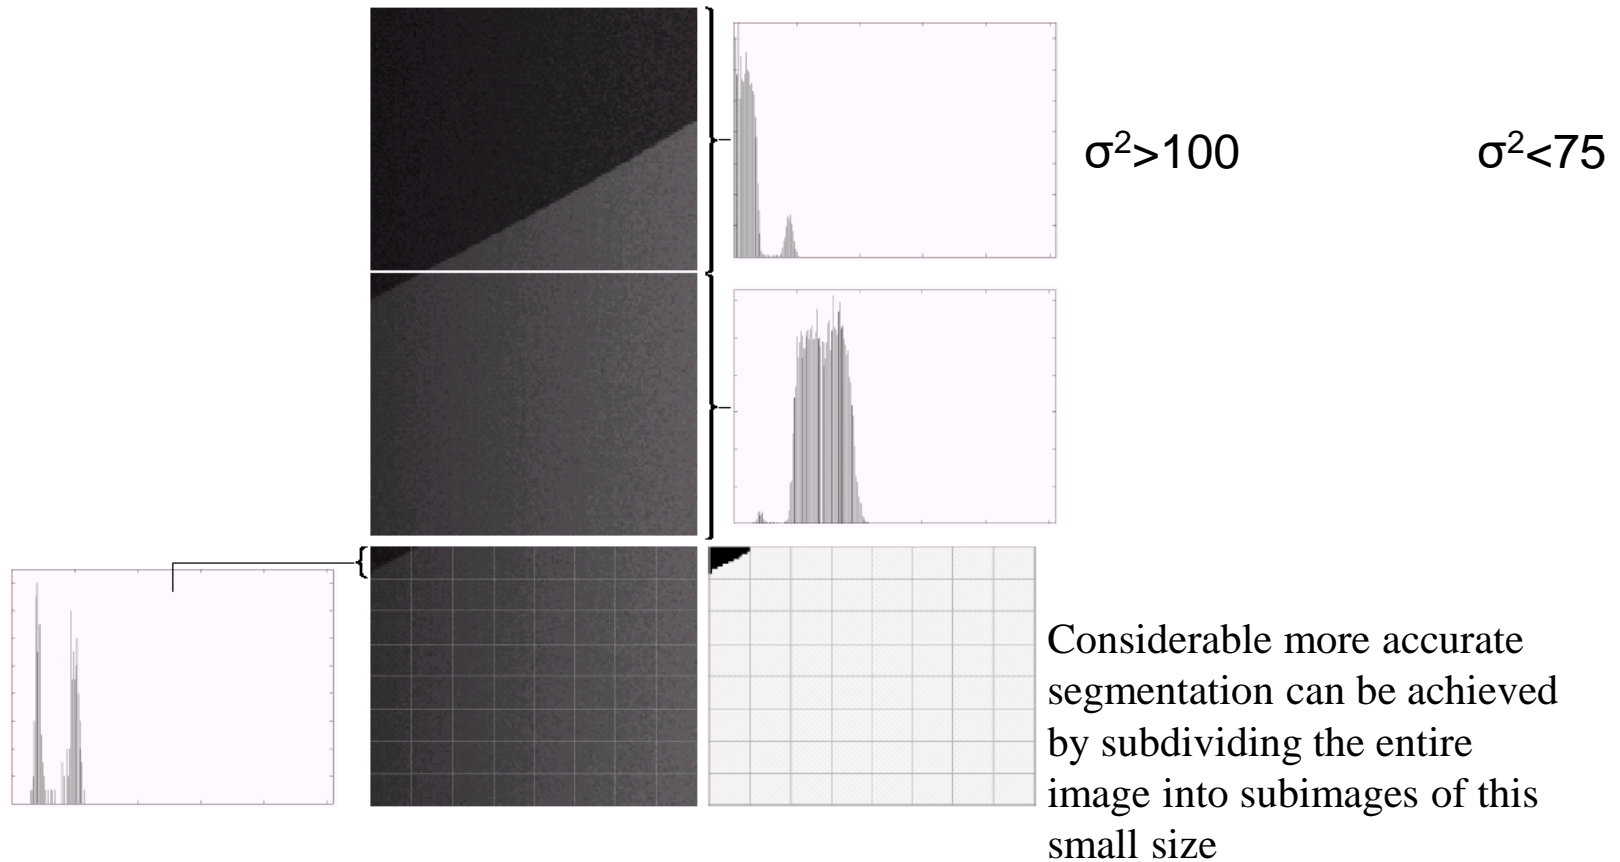 σ²>100
σ²<75
Considerable more accurate
segmentation can be achieved
by subdividing the entire
image into subimages of this
small size